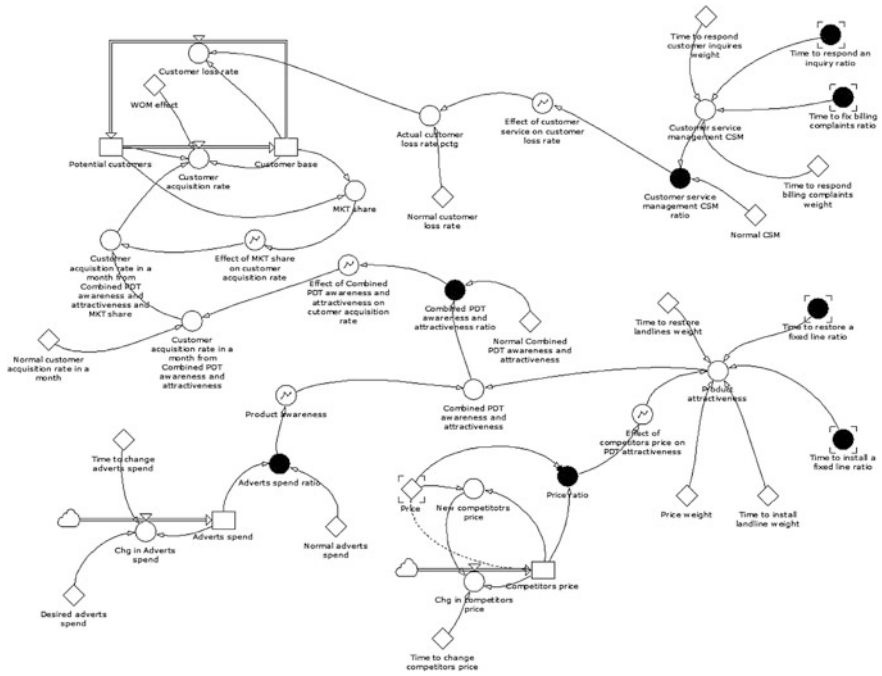 Time to respond
customer inquires
weight
Time to respond an
inquiry ratio
Customer loss rate
WOM effect
Actual customer
loss rate pctg
Effect of customer
service on customer
loss rate
Customer service
management CSM
Time to fix billing
complaints ratio
Potential customers
Customer base
Customer
acquisition rate
MKT share
Normal customer
loss rate
Customer service
management CSM
ratio
Time to respond
billing complaints
weight
Normal CSM
Customer
acquisition rate in a
month from
Combined PDT
awareness and
attractiveness and
MKT share
Effect of MKT share
on customer
acquisition rate
Effect of Combined
PDT awareness and
attractiveness on
cutomer acquisition
rate
Combined PDT
awareness and
attractiveness ratio
Normal Combined
PDT awareness and
attractiveness
Time to restore
landlines weight
Time to restore a
fixed line ratio
Normal customer
acquisition rate in a
month
Customer
acquisition rate in a
month from
Combined PDT
awareness and
attractiveness
Product awareness
Combined PDT
awareness and
attractiveness
Product
attractiveness
Effect of
competitors price on
PDT attractiveness
Time to install a
fixed line ratio
Time to change
adverts spend
Adverts spend ratio
Price
New competitotrs
price
Price ratio
Price weight
Time to install
landline weight
Chg in Adverts
spend
Adverts spend
Normal adverts
spend
Desired adverts
spend
Chg in competitors
price
Competitors price
Time to change
competitors price